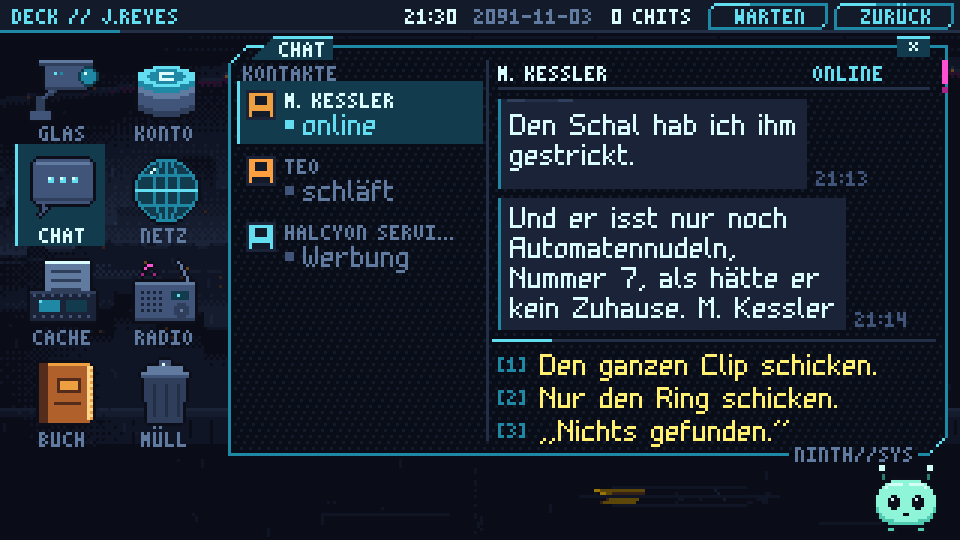 DECK // J.REYES
21:30 2091-11-03 0 CHITS
WARTEN
ZURÜCK
CHAT
x
GLAS
KONTO
CHAT
NETZ
CACHE
RADIO
BUCH
MÜLL
KONTAKTE
M. KESSLER
online
TEO
schläft
HALCYON SERVI...
Werbung
M. KESSLER
ONLINE
Den Schal hab ich ihm
gestrickt.
21:13
Und er isst nur noch
Automatennudeln,
Nummer 7, als hätte er
kein Zuhause. M. Kessler
21:14
[1] Den ganzen Clip schicken.
[2] Nur den Ring schicken.
[3] „Nichts gefunden.“
NINTH//SYS